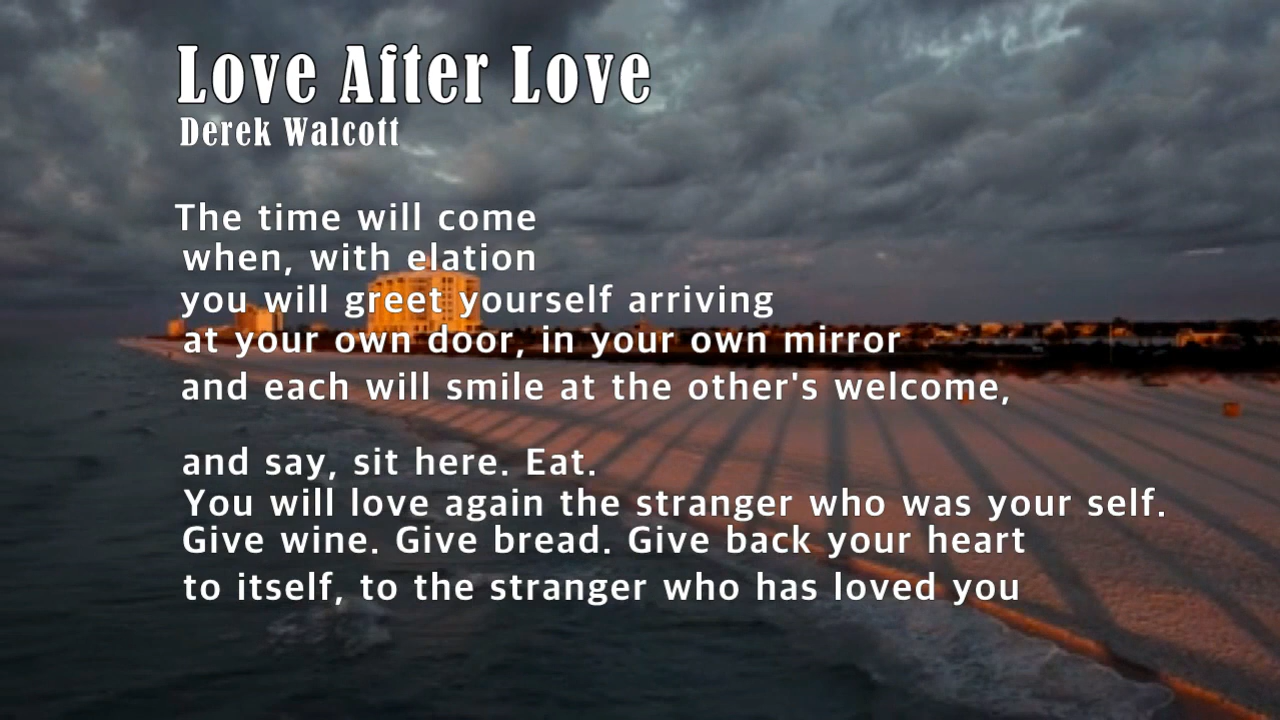 Love After Love
Derek Walcott
The time will come
when, with elation
you will greet yourself arriving
at your own door, in your own mirror
and each will smile at the other's welcome,
and say, sit here. Eat.
You will love again the stranger who was your self.
Give wine. Give bread. Give back your heart
to itself, to the stranger who has loved you